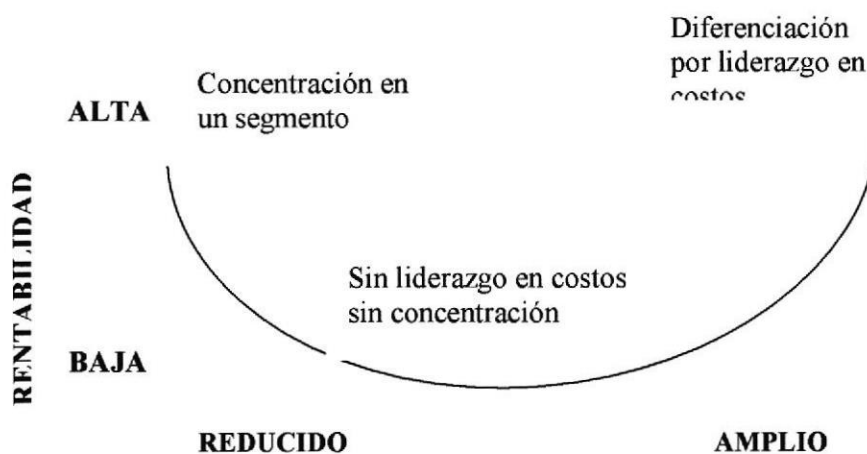 Diferenciación
por liderazgo en
costos
Concentración en
un segmento
ALTA
RENTABILIDAD
Sin liderazgo en costos
sin concentración
BAJA
REDUCIDO
AMPLIO